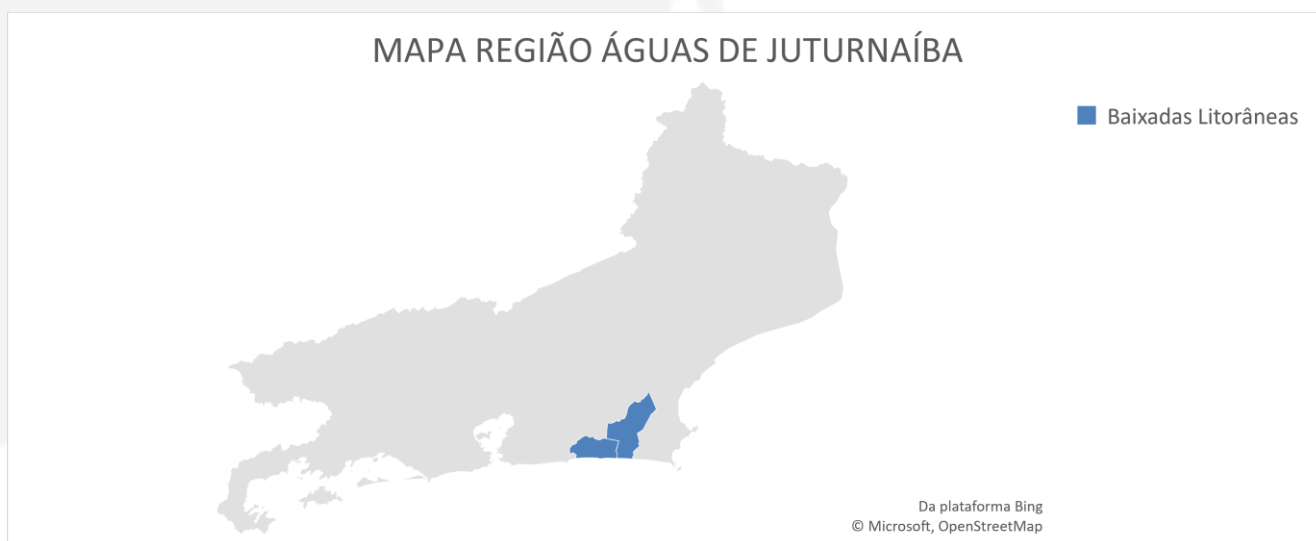 MAPA REGIÃO ÁGUAS DE JUTURNAÍBA
Baixadas Litorâneas
Da plataforma Bing
© Microsoft, OpenStreetMap